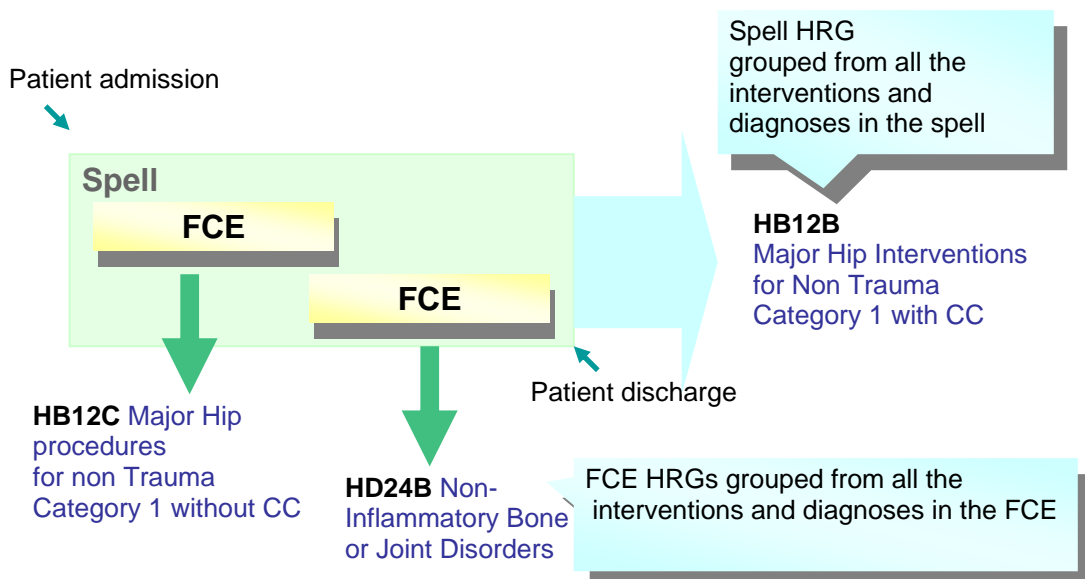 Patient admission
Spell
FCE
FCE
Patient discharge
Spell HRG
grouped from all the
interventions and
diagnoses in the spell
HB12B
Major Hip Interventions
for Non Trauma
Category 1 with CC
HB12C Major Hip
procedures
for non Trauma
Category 1 without CC
HD24B Non-
Inflammatory Bone
or Joint Disorders
FCE HRGs grouped from all the
interventions and diagnoses in the FCE